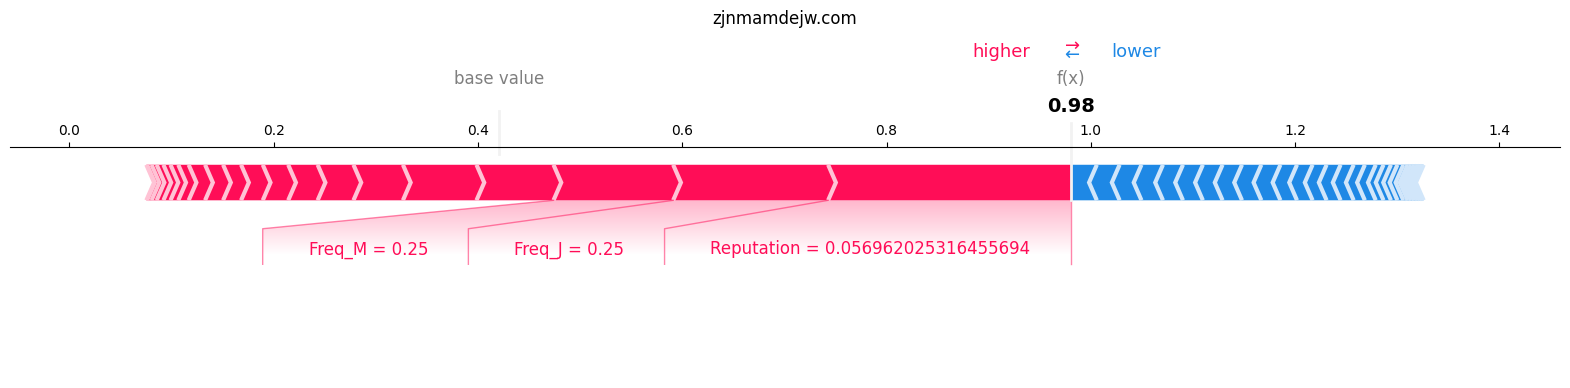 zjnmamdejw.com
higher ⇄ lower
base value f(x)
0.98
0.0 0.2 0.4 0.6 0.8 1.0 1.2 1.4
Freq_M = 0.25 Freq_J = 0.25 Reputation = 0.056962025316455694